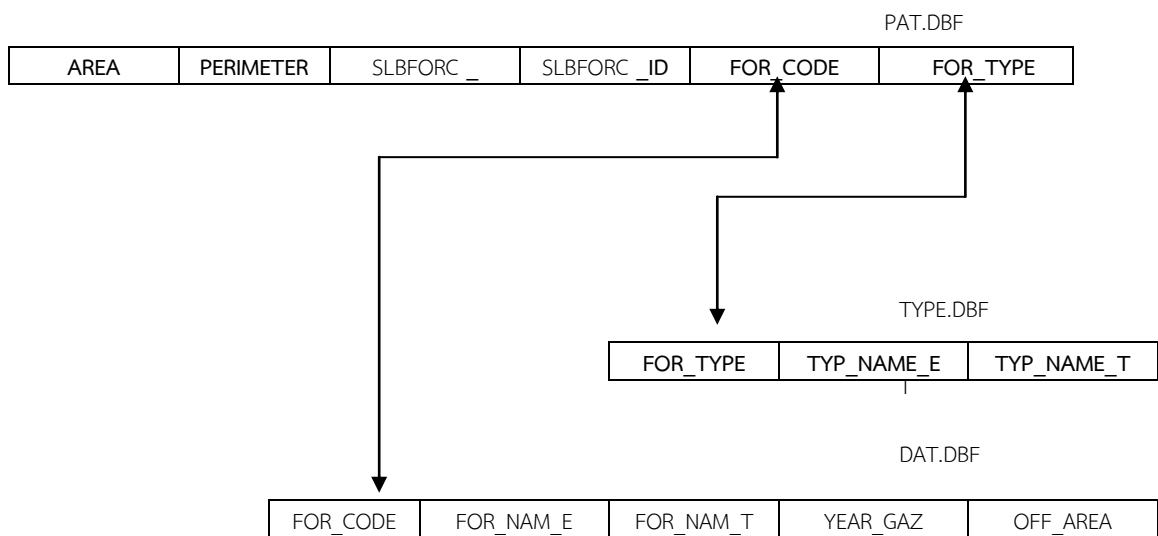 PAT.DBF
AREA PERIMETER SLBFORC _ SLBFORC _ID FOR_CODE FOR_TYPE
TYPE.DBF
FOR_TYPE TYP_NAME_E TYP_NAME_T
DAT.DBF
FOR_CODE FOR_NAM_E FOR_NAM_T YEAR_GAZ OFF_AREA